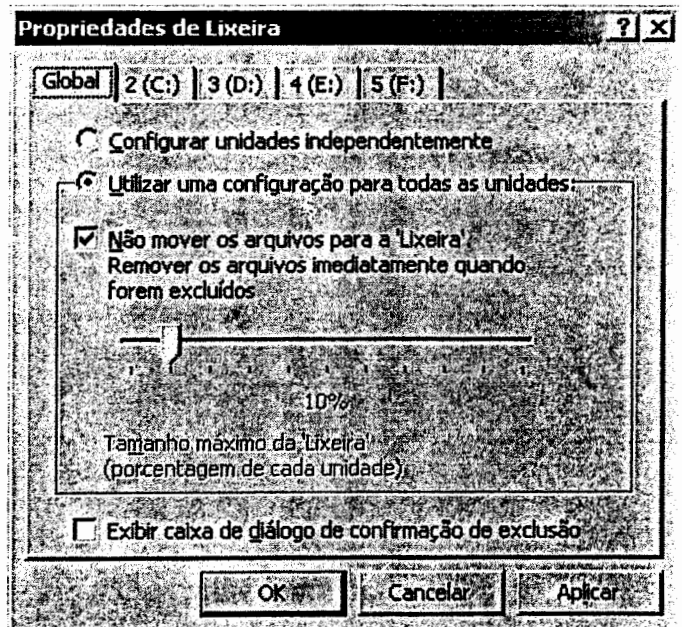 Propriedades de Lixeira ? X
Global 2 (C:) 3 (D:) 4 (E:) 5 (F:)
Configurar unidades independentemente
Utilizar uma configuração para todas as unidades:
Não mover os arquivos para a 'Lixeira'.
Remover os arquivos imediatamente quando
forem excluídos
10%
Tamanho máximo da 'Lixeira'
(porcentagem de cada unidade)
Exibir caixa de diálogo de confirmação de exclusão
OK Cancelar Aplicar